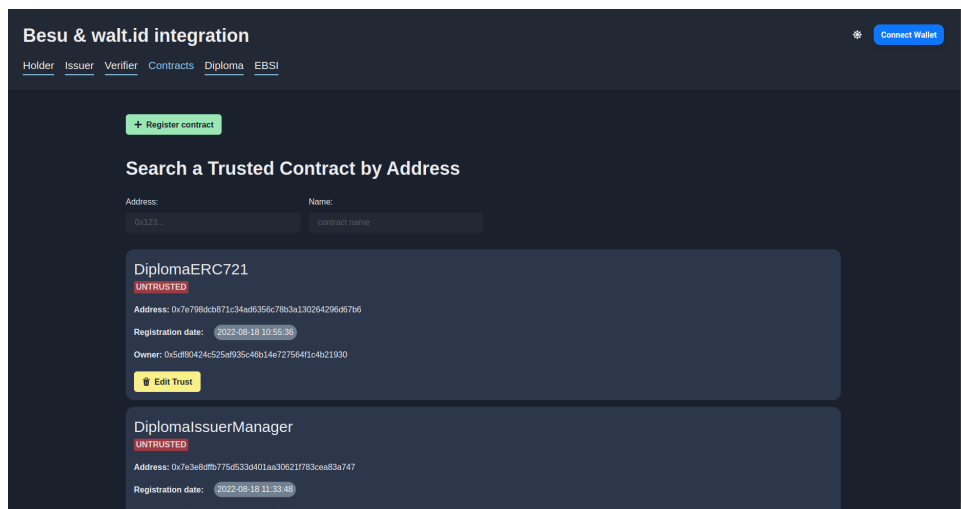 Besu & walt.id integration
Connect Wallet
Holder Issuer Verifier Contracts Diploma EBSI
+ Register contract
Search a Trusted Contract by Address
Address: Name:
0x123... contract name
DiplomaERC721
UNTRUSTED
Address: 0x7e798dcb871c34ad6356c78b3a130264296d67b6
Registration date: 2022-08-18 10:55:36
Owner: 0x5df80424c525af935c46b14e727564f1c4b21930
Edit Trust
DiplomaIssuerManager
UNTRUSTED
Address: 0x7e3e8dffb775d533d401aa30621f783cea83a747
Registration date: 2022-08-18 11:33:48